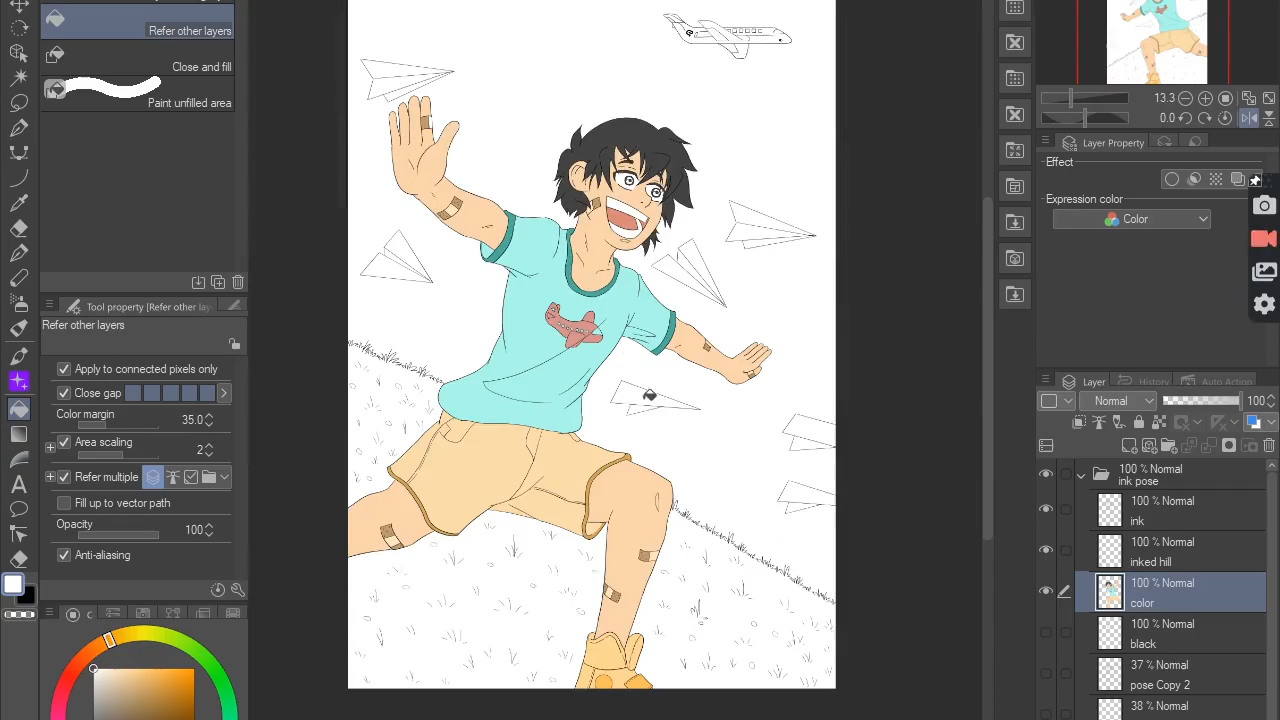 Refer other layers
Close and fill
Paint unfilled area
Tool property [Refer other lay
Refer other layers
Apply to connected pixels only
Close gap
Color margin
35.0
Area scaling
2
Refer multiple
Fill up to vector path
Opacity
100
Anti-aliasing
c
13.3
0.0
Layer Property
Effect
Expression color
Color
Layer
History
Auto Action
Normal
100
100 % Normal
ink pose
100 % Normal
ink
100 % Normal
inked hill
100 % Normal
color
100 % Normal
black
37 % Normal
pose Copy 2
38 % Normal